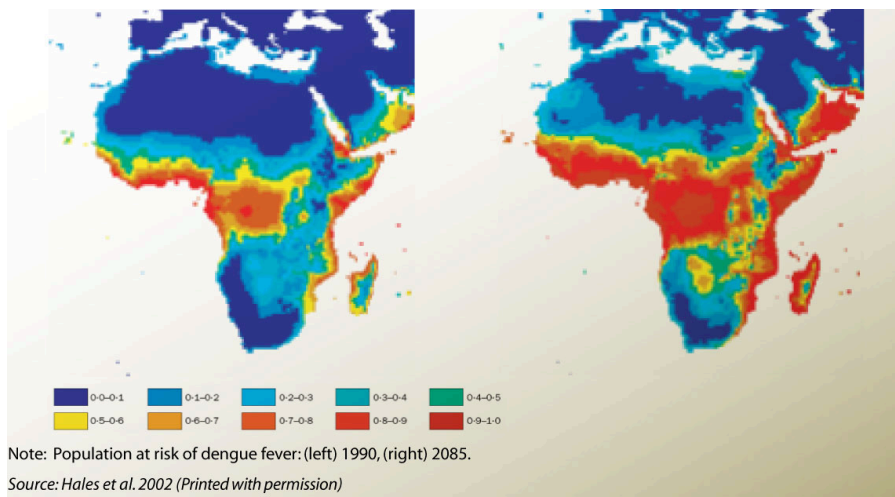 0·0–0·1 0·1–0·2 0·2–0·3 0·3–0·4 0·4–0·5
0·5–0·6 0·6–0·7 0·7–0·8 0·8–0·9 0·9–1·0
Note: Population at risk of dengue fever: (left) 1990, (right) 2085.
Source: Hales et al. 2002 (Printed with permission)